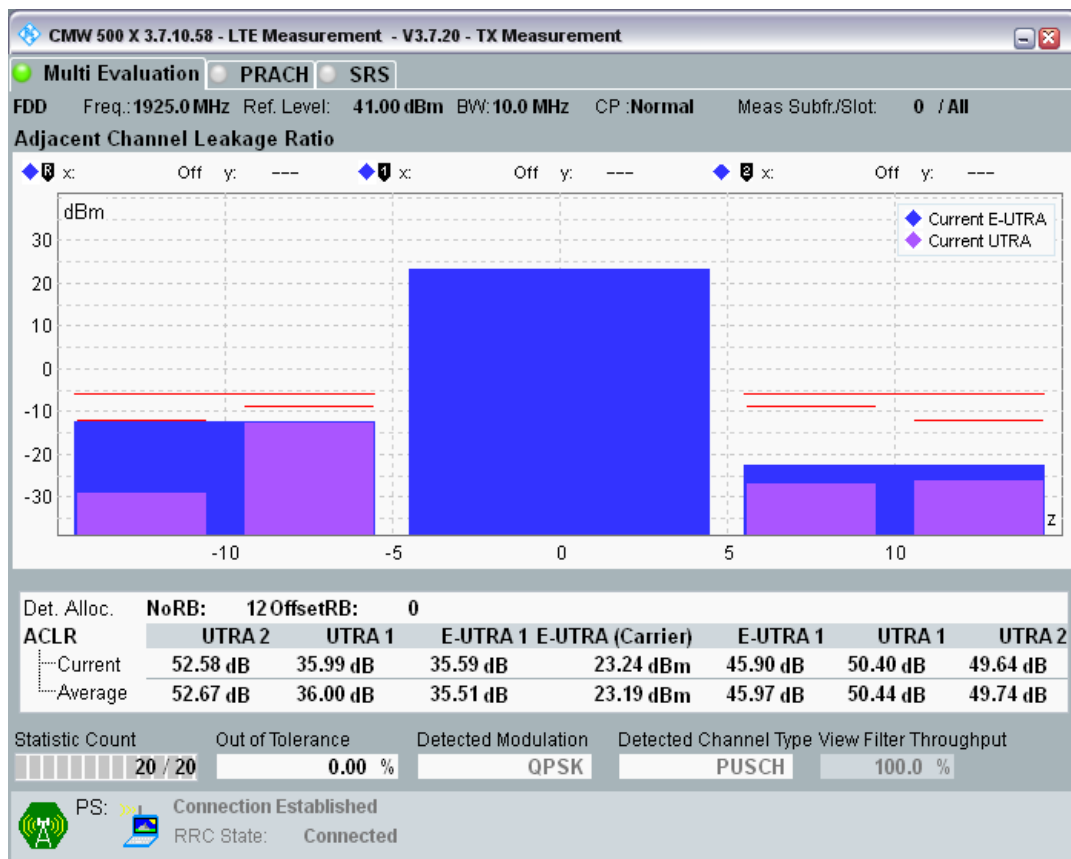 CMW 500 X 3.7.10.58 - LTE Measurement - V3.7.20 - TX Measurement
Multi Evaluation PRACH SRS
FDD Freq.: 1925.0 MHz Ref. Level: 41.00 dBm BW: 10.0 MHz CP :Normal Meas Subfr./Slot: 0 / All
Adjacent Channel Leakage Ratio
R x: Off y: --- 1 x: Off y: --- 2 x: Off y: ---
dBm
Current E-UTRA
Current UTRA
30
20
10
0
-10
-20
-30
z
-10 -5 0 5 10
Det. Alloc. NoRB: 12 OffsetRB: 0
ACLR UTRA 2 UTRA 1 E-UTRA 1 E-UTRA (Carrier) E-UTRA 1 UTRA 1 UTRA 2
Current 52.58 dB 35.99 dB 35.59 dB 23.24 dBm 45.90 dB 50.40 dB 49.64 dB
Average 52.67 dB 36.00 dB 35.51 dB 23.19 dBm 45.97 dB 50.44 dB 49.74 dB
Statistic Count Out of Tolerance Detected Modulation Detected Channel Type View Filter Throughput
20 / 20 0.00 % QPSK PUSCH 100.0 %
PS: Connection Established
RRC State: Connected